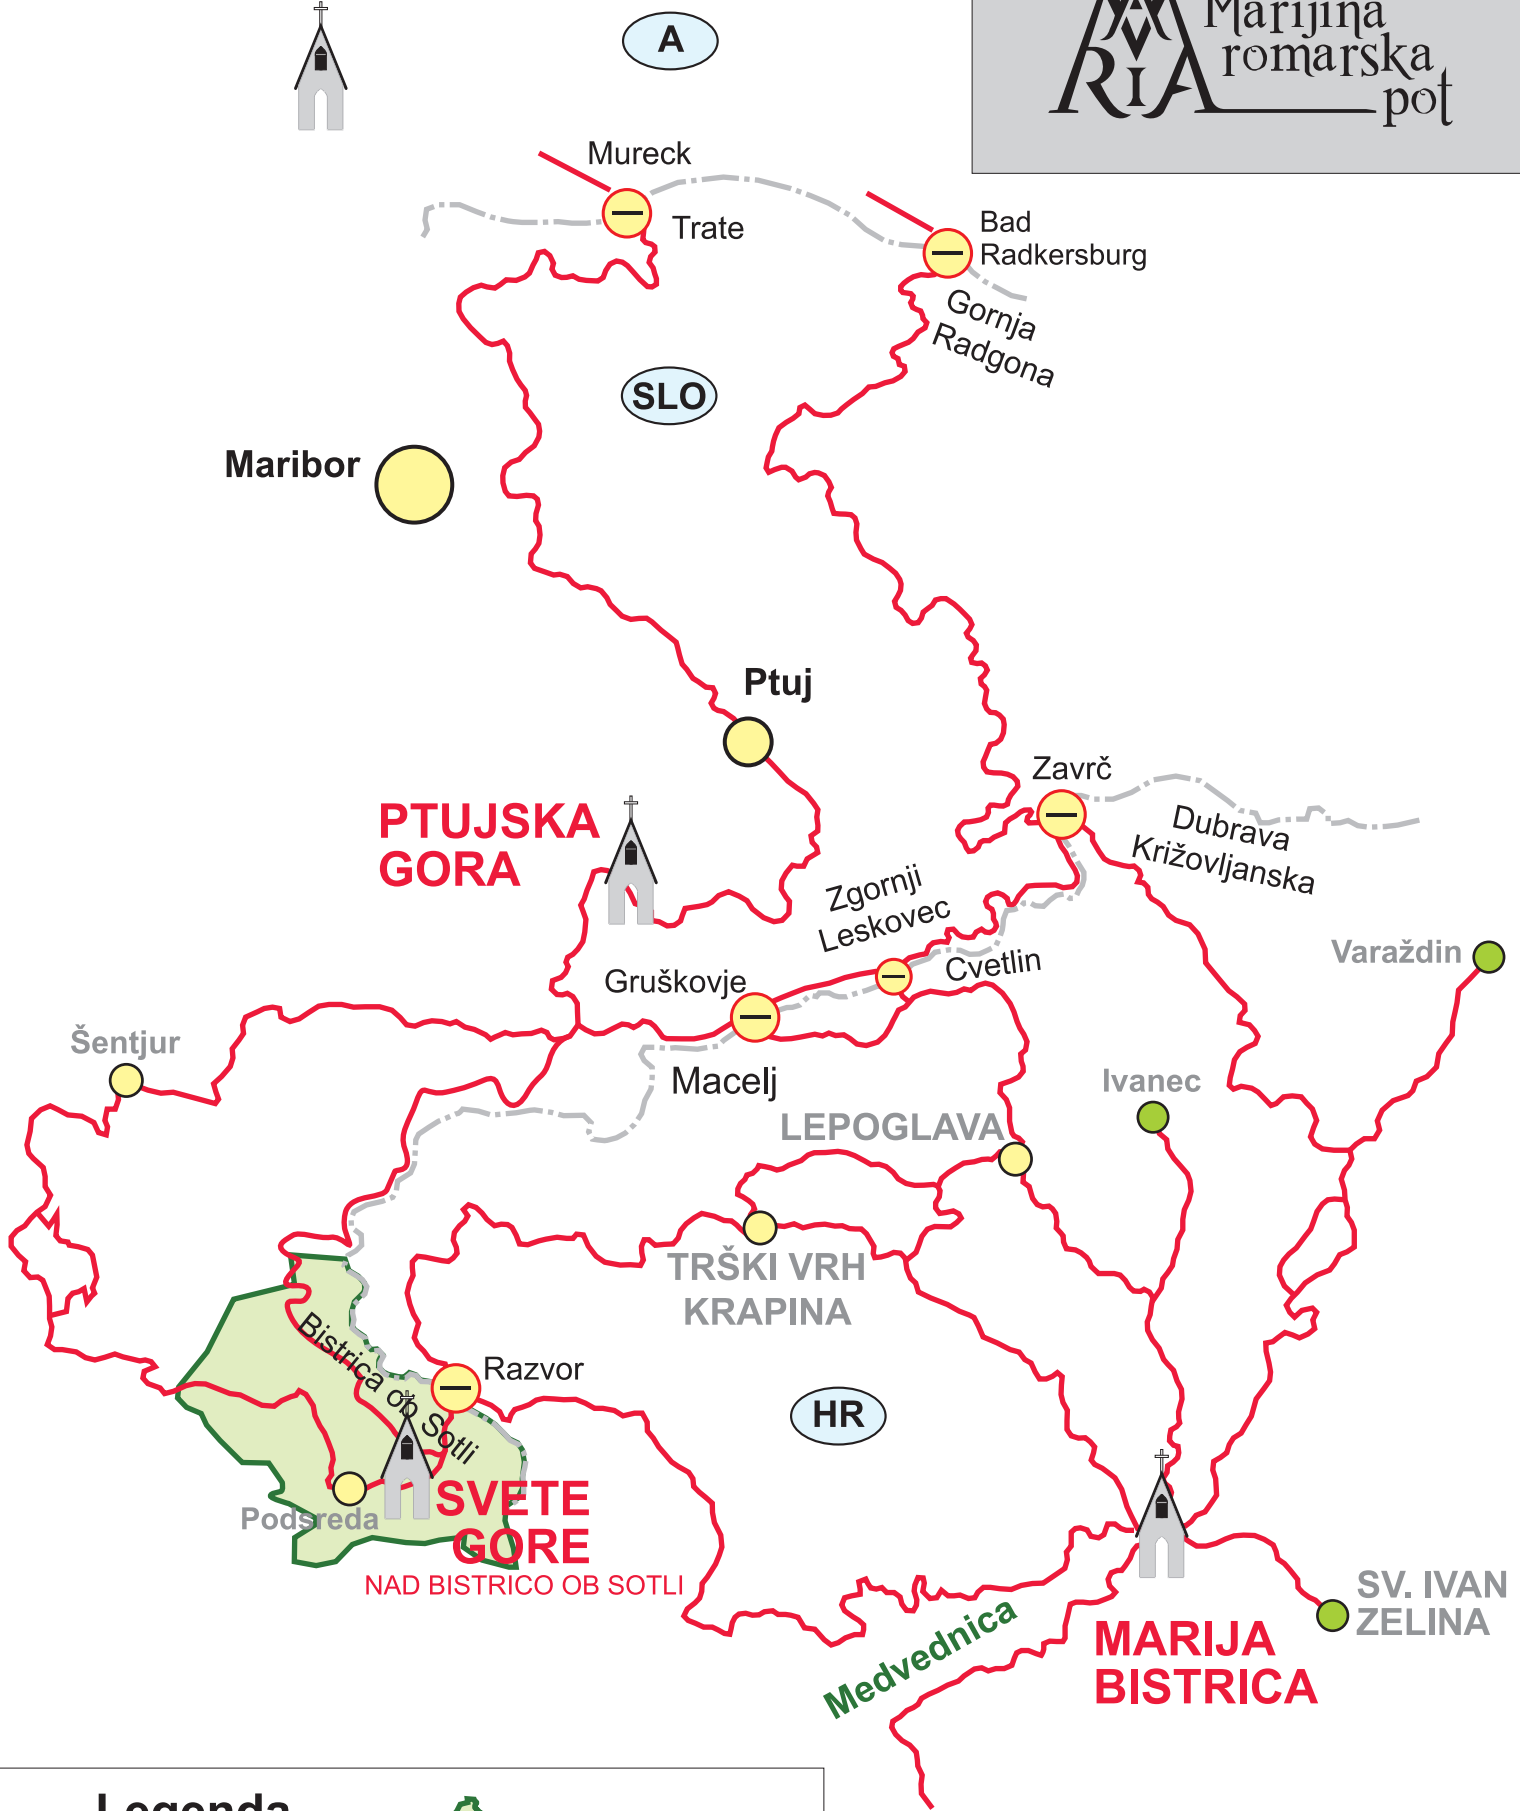 A
MARIA
Marijina
romarska
pot
Mureck
Trate
Bad
Radkersburg
Gornja
Radgona
SLO
Maribor
Ptuj
Zavrč
Dubrava
Križovljanska
PTUJSKA
GORA
Zgornji
Leskovec
Cvetlin
Varaždin
Gruškovje
Šentjur
Macelj
Ivanec
LEPOGLAVA
TRŠKI VRH
KRAPINA
Bistrica ob Sotli
Razvor
HR
Podsreda
SVETE
GORE
NAD BISTRICO OB SOTLI
SV. IVAN
ZELINA
Medvednica
MARIJA
BISTRICA
Legenda